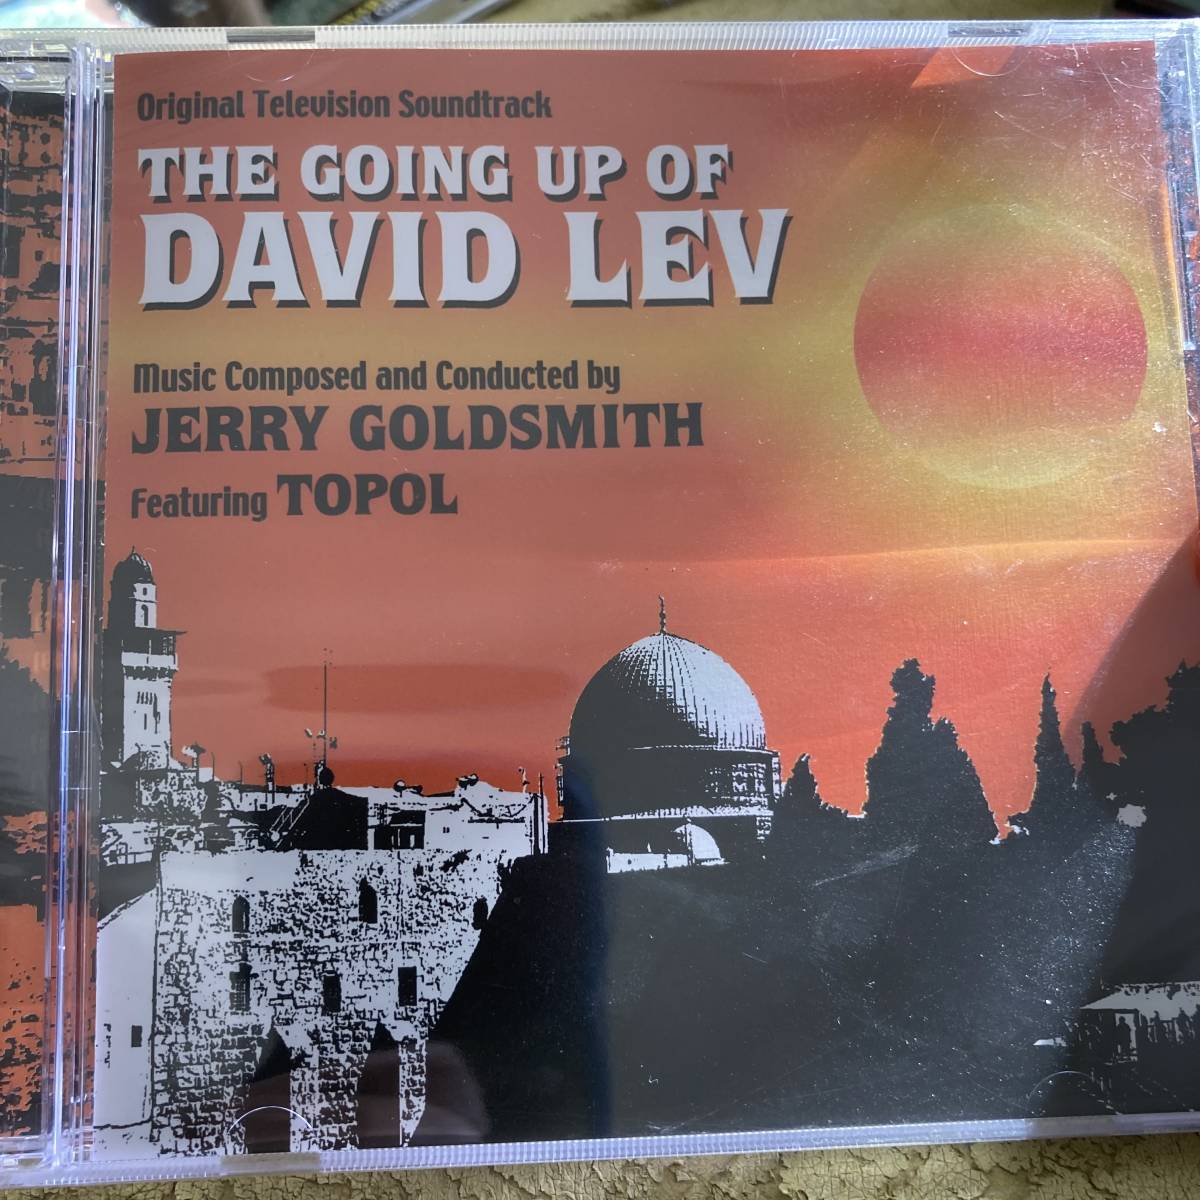 Original Television Soundtrack
THE GOING UP OF
DAVID LEV
Music Composed and Conducted by
JERRY GOLDSMITH
Featuring TOPOL